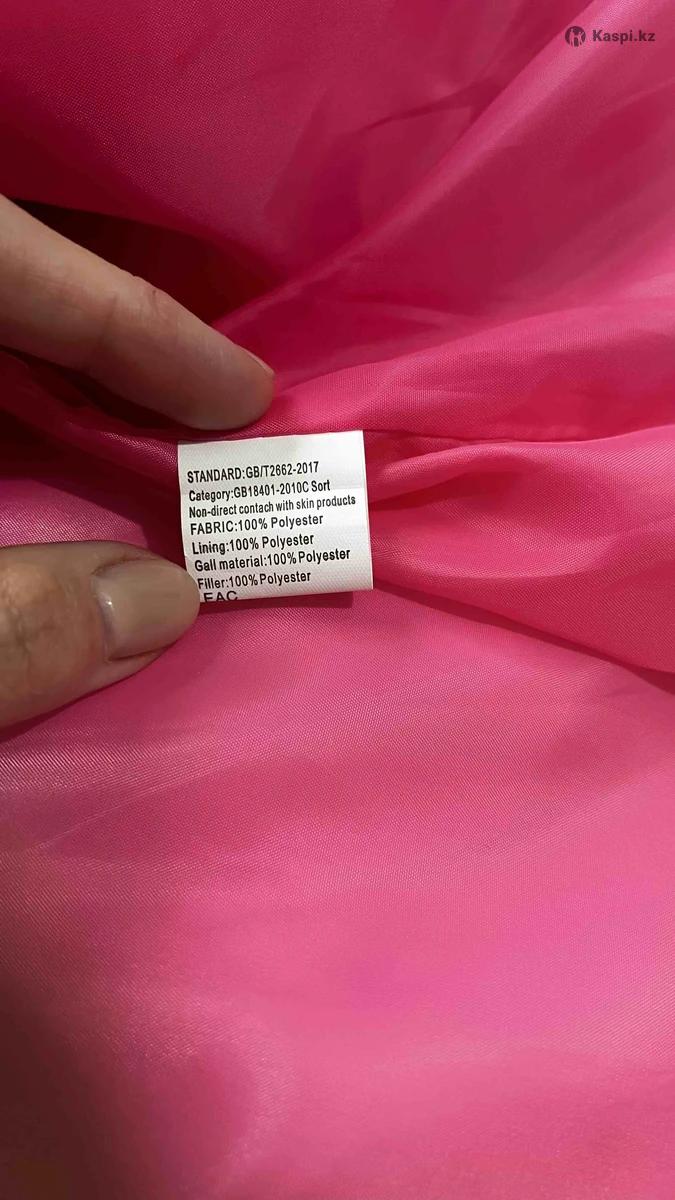 Kaspi.kz
STANDARD:GB/T2662-2017
Category:GB18401-2010C Sort
Non-direct contach with skin products
FABRIC:100% Polyester
Lining:100% Polyester
Gall material:100% Polyester
Filler:100% Polyester
EAC